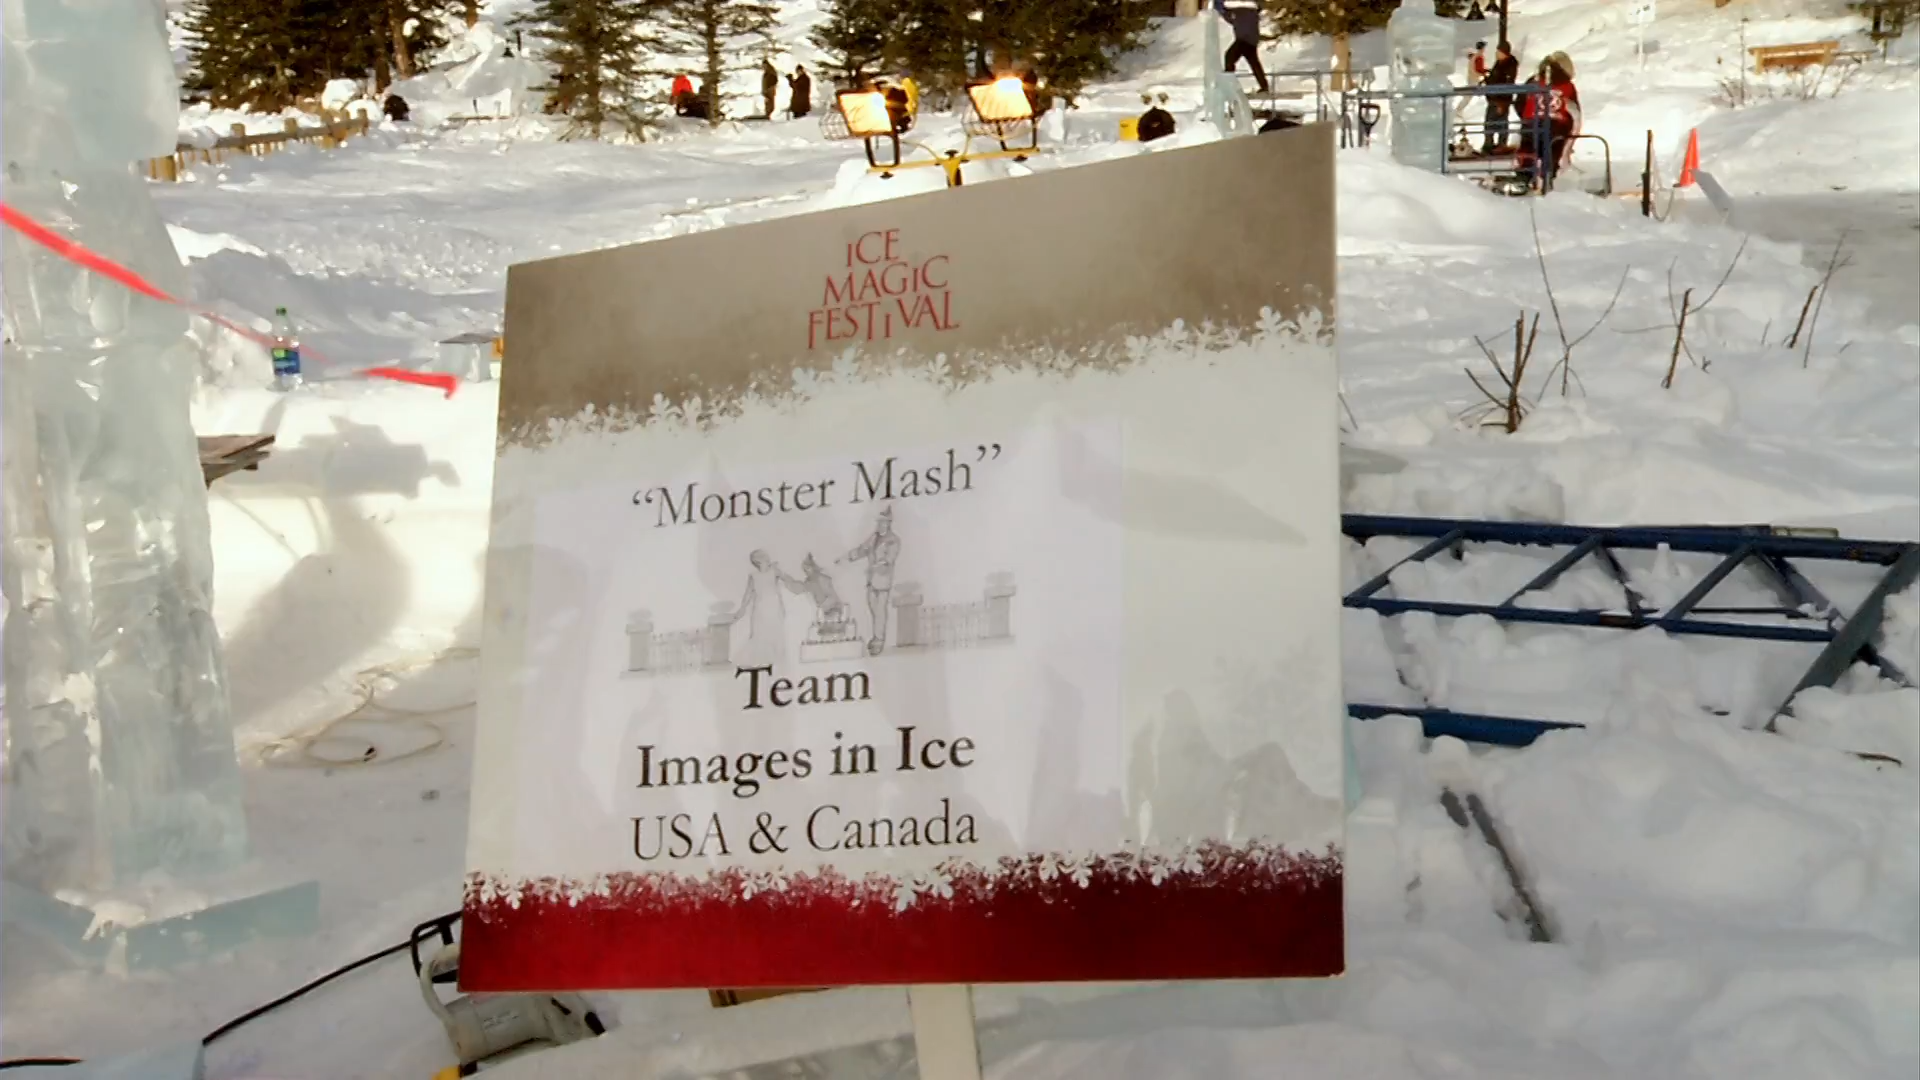 ICE
MAGIC
FESTIVAL
“Monster Mash”
Team
Images in Ice
USA & Canada